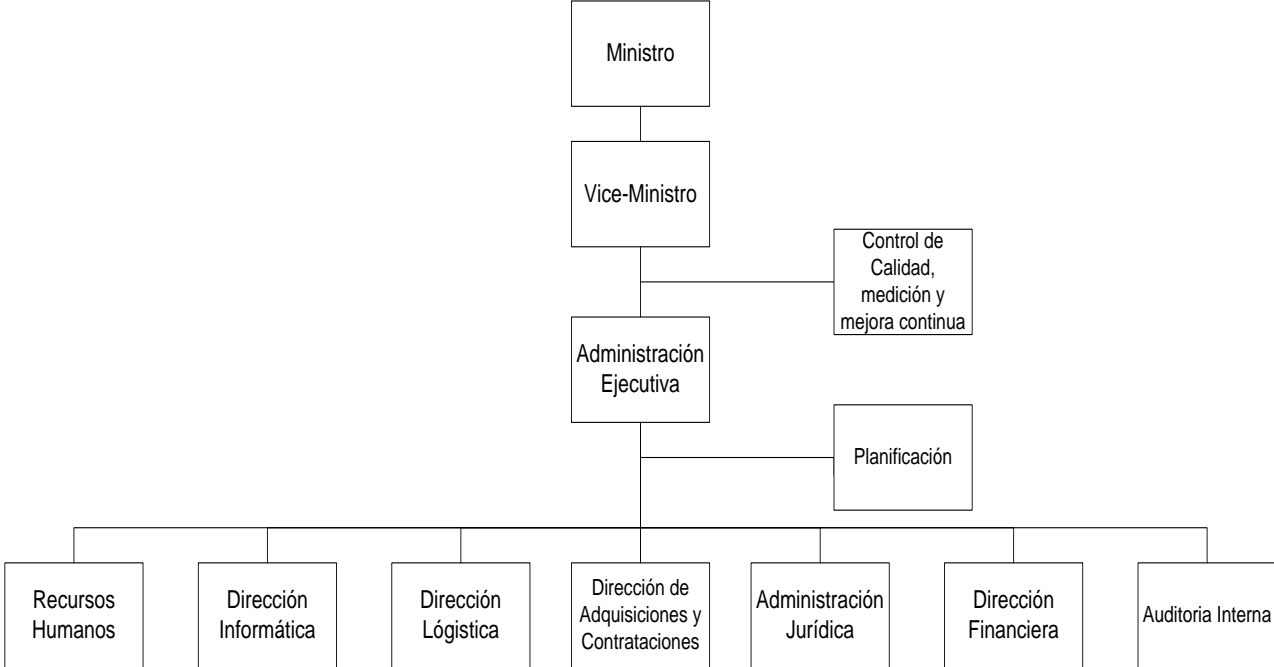 Ministro
Vice-Ministro
Control de
Calidad,
medición y
mejora continua
Administración
Ejecutiva
Planificación
Recursos
Humanos
Dirección
Informática
Dirección
Lógistica
Dirección de
Adquisiciones y
Contrataciones
Administración
Jurídica
Dirección
Financiera
Auditoria Interna